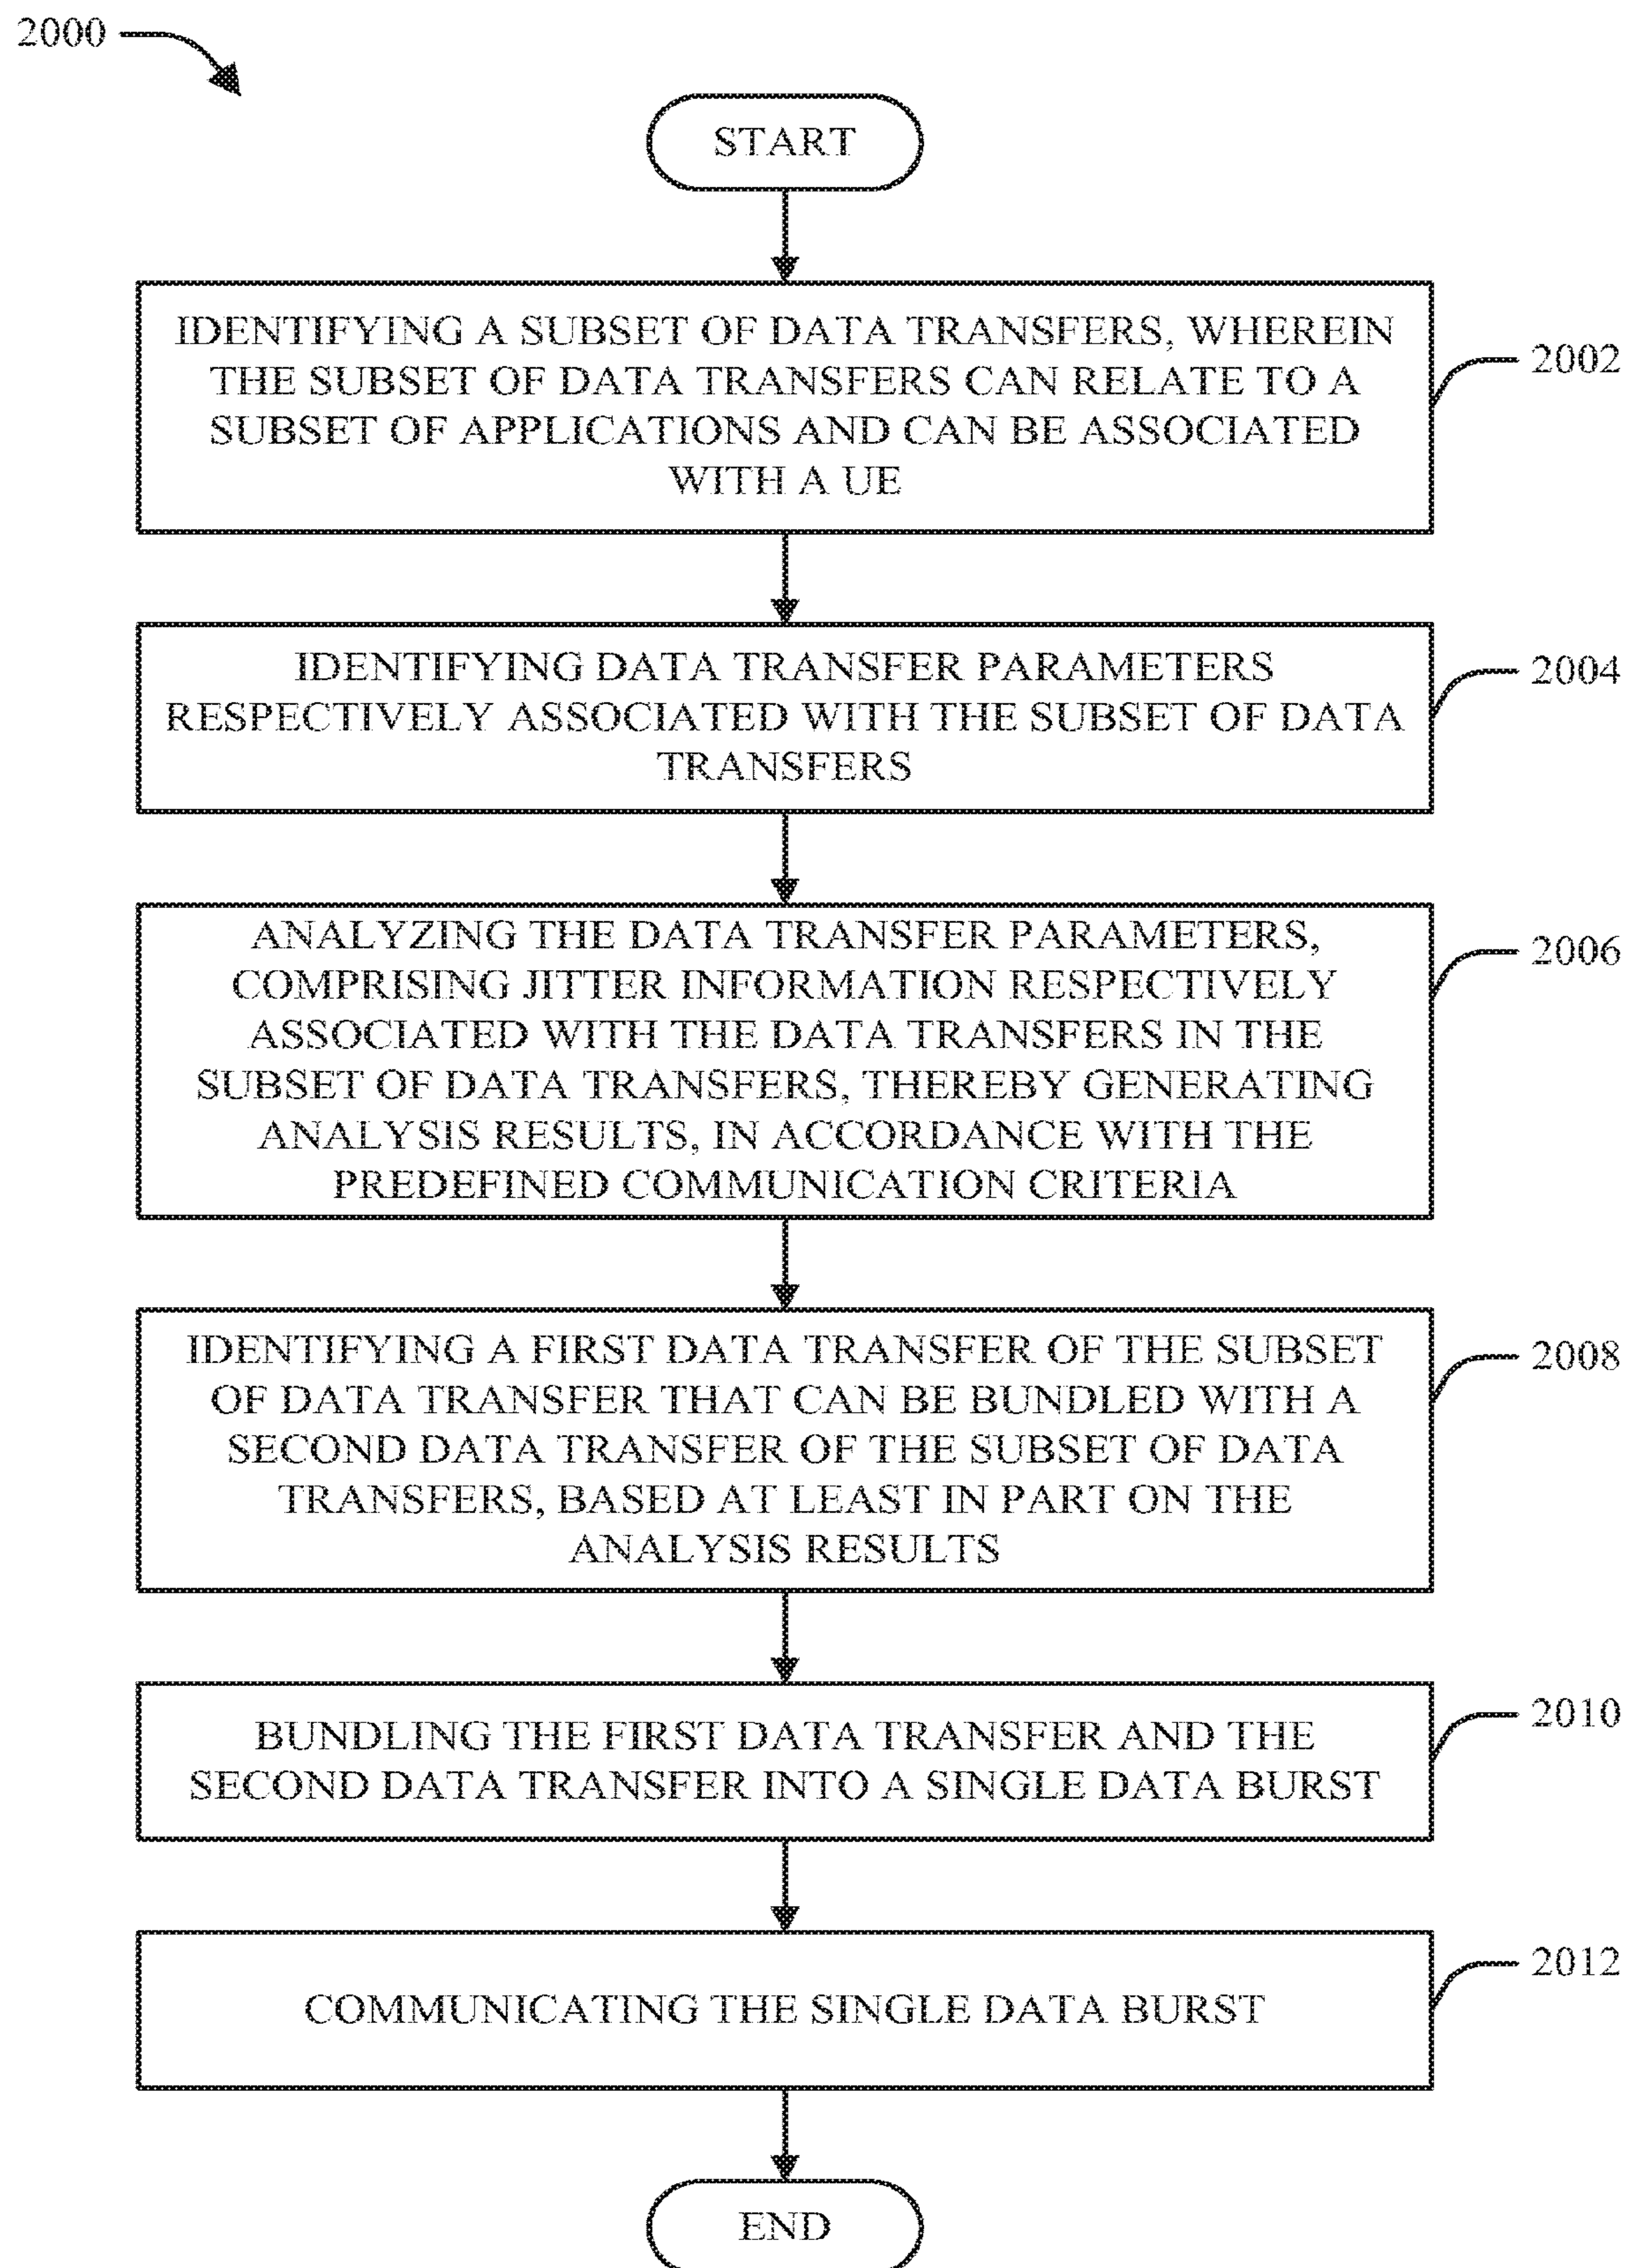 2000
START
IDENTIFYING A SUBSET OF DATA TRANSFERS, WHEREIN
THE SUBSET OF DATA TRANSFERS CAN RELATE TO A
SUBSET OF APPLICATIONS AND CAN BE ASSOCIATED
WITH A UE
2002
IDENTIFYING DATA TRANSFER PARAMETERS
RESPECTIVELY ASSOCIATED WITH THE SUBSET OF DATA
TRANSFERS
2004
ANALYZING THE DATA TRANSFER PARAMETERS,
COMPRISING JITTER INFORMATION RESPECTIVELY
ASSOCIATED WITH THE DATA TRANSFERS IN THE
SUBSET OF DATA TRANSFERS, THEREBY GENERATING
ANALYSIS RESULTS, IN ACCORDANCE WITH THE
PREDEFINED COMMUNICATION CRITERIA
2006
IDENTIFYING A FIRST DATA TRANSFER OF THE SUBSET
OF DATA TRANSFER THAT CAN BE BUNDLED WITH A
SECOND DATA TRANSFER OF THE SUBSET OF DATA
TRANSFERS, BASED AT LEAST IN PART ON THE
ANALYSIS RESULTS
2008
BUNDLING THE FIRST DATA TRANSFER AND THE
SECOND DATA TRANSFER INTO A SINGLE DATA BURST
2010
COMMUNICATING THE SINGLE DATA BURST
2012
END